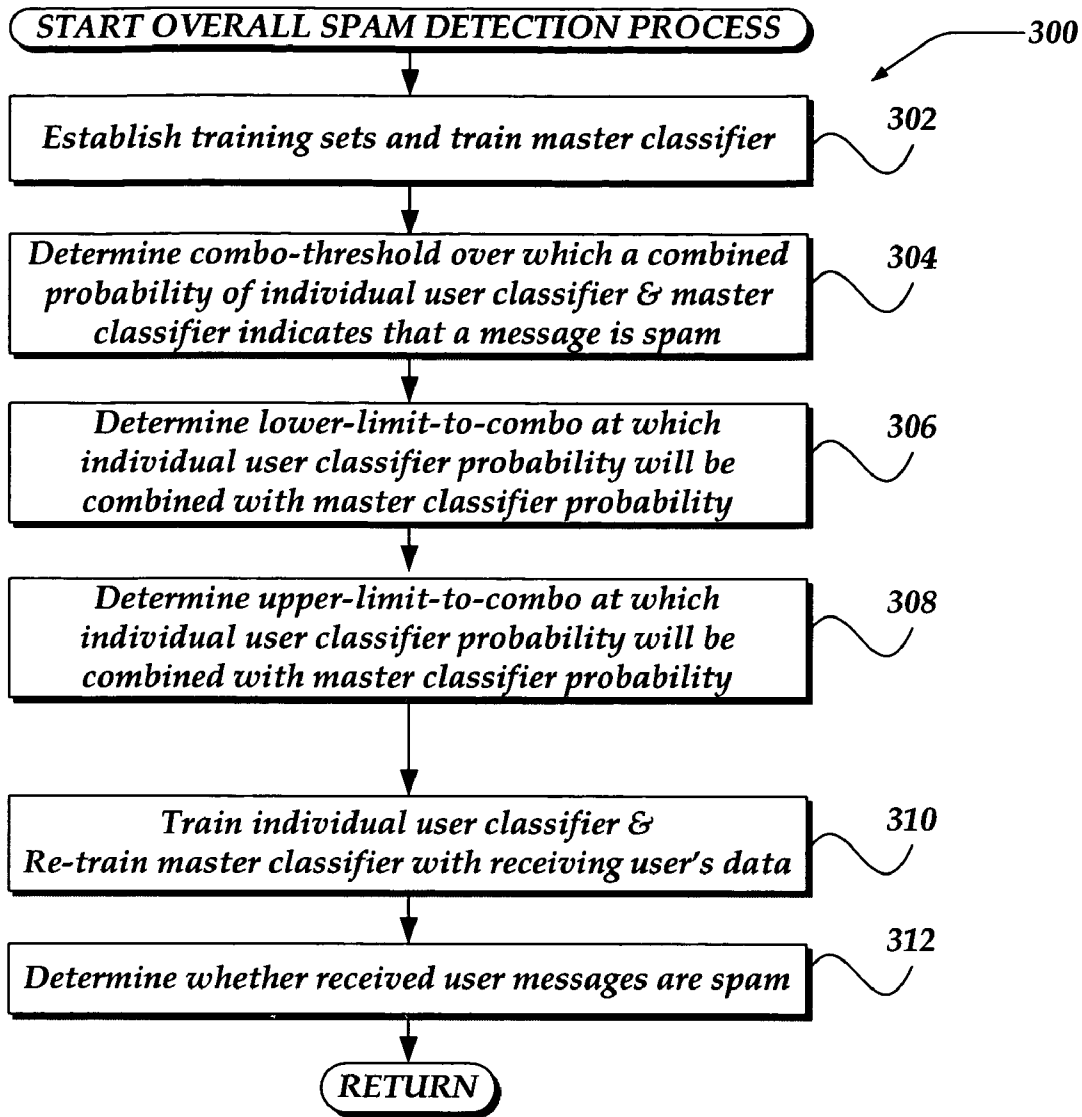 START OVERALL SPAM DETECTION PROCESS
300
Establish training sets and train master classifier
302
Determine combo-threshold over which a combined
probability of individual user classifier & master
classifier indicates that a message is spam
304
Determine lower-limit-to-combo at which
individual user classifier probability will be
combined with master classifier probability
306
Determine upper-limit-to-combo at which
individual user classifier probability will be
combined with master classifier probability
308
Train individual user classifier &
Re-train master classifier with receiving user's data
310
Determine whether received user messages are spam
312
RETURN